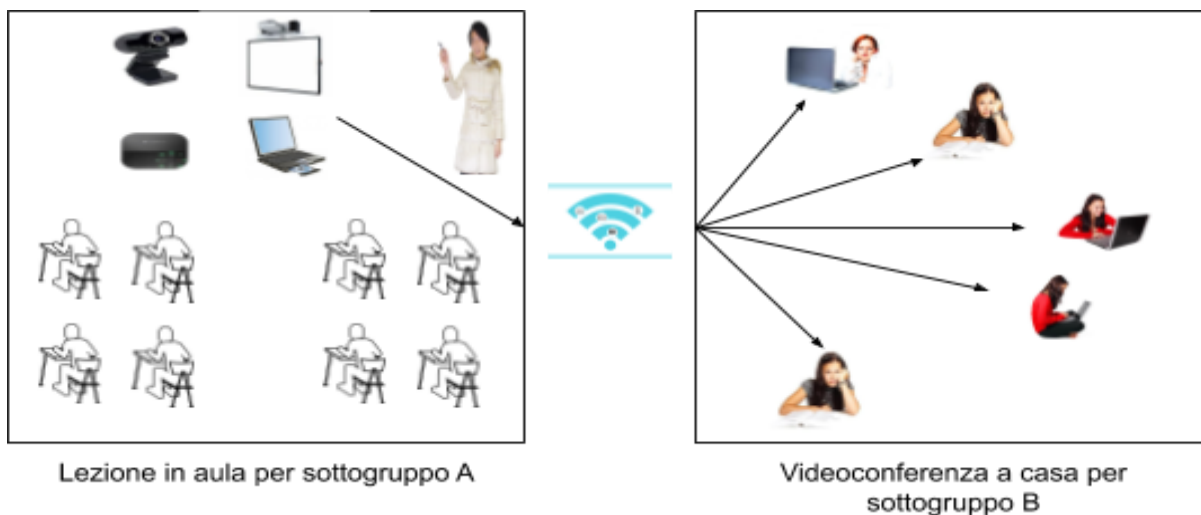 Lezione in aula per sottogruppo A
Videoconferenza a casa per
sottogruppo B